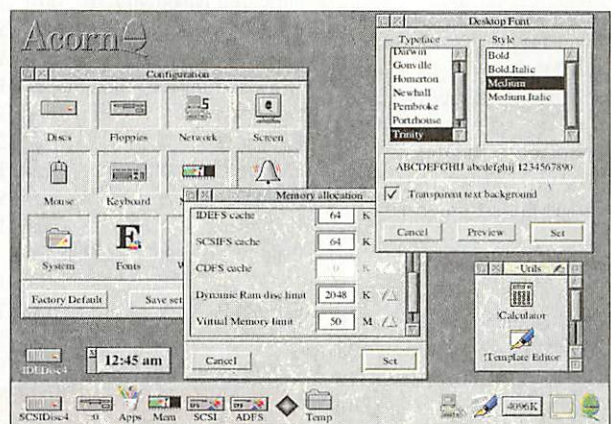 Acorn
Configuration
Discs
Floppies
Network
Screen
Mouse
Keyboard
System
Fonts
Factory Default
Save
Desktop Font
Typeface
Darwin
Gonville
Homerton
Newhall
Pembroke
Porthouse
Trinity
Style
Bold
Bold.Italic
Medium
Medium.Italic
ABCDEFGHIJ abcdefghij 1234567890
Transparent text background
Cancel
Preview
Set
Memory allocation
IDEFS cache 64 K
SCSIFS cache 64 K
CDFS cache 0 K
Dynamic Ram disc limit 2048 K
Virtual Memory limit 50 M
Cancel
Set
Utils
!Calculator
!Template Editor
IDEDisc4
12:45 am
SCSIDisc4
:0
Apps
Mem
SCSI
ADFS
Temp
4096K